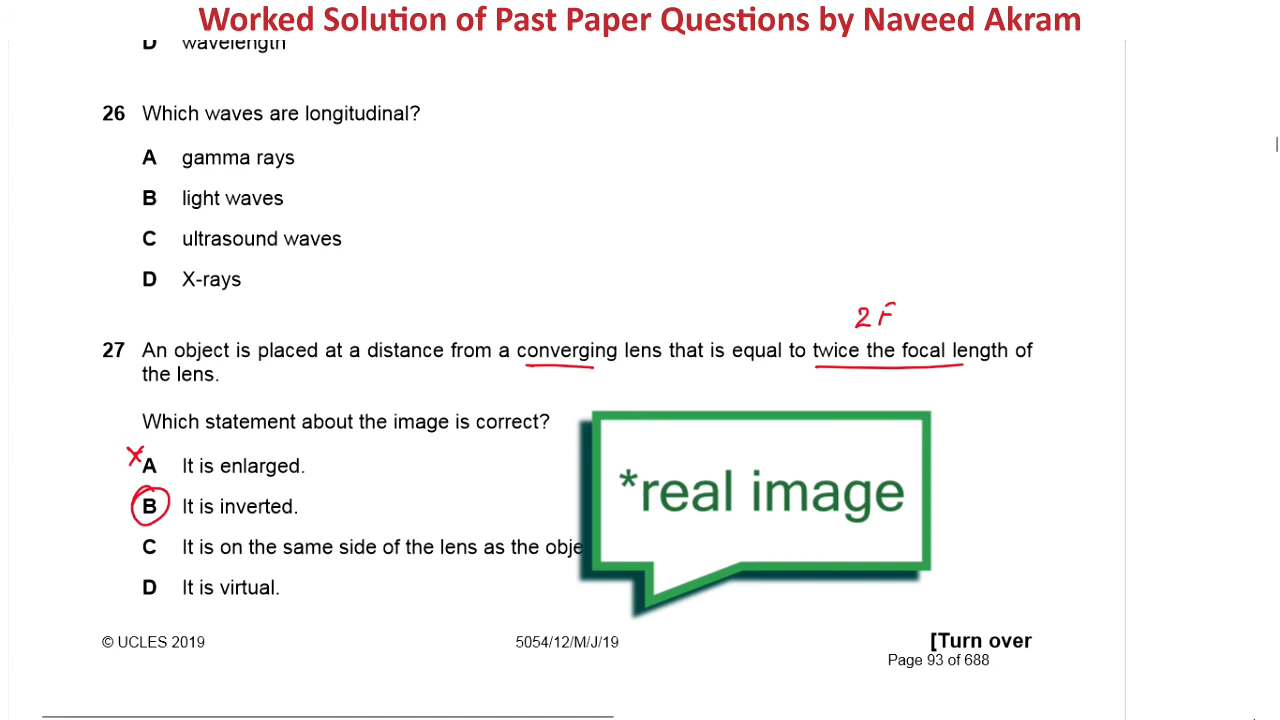 Worked Solution of Past Paper Questions by Naveed Akram
D wavelength
26 Which waves are longitudinal?
A gamma rays
B light waves
C ultrasound waves
D X-rays
2F
27 An object is placed at a distance from a converging lens that is equal to twice the focal length of
the lens.
Which statement about the image is correct?
A It is enlarged.
B It is inverted.
C It is on the same side of the lens as the obje
D It is virtual.
*real image
© UCLES 2019 5054/12/M/J/19 [Turn over
Page 93 of 688